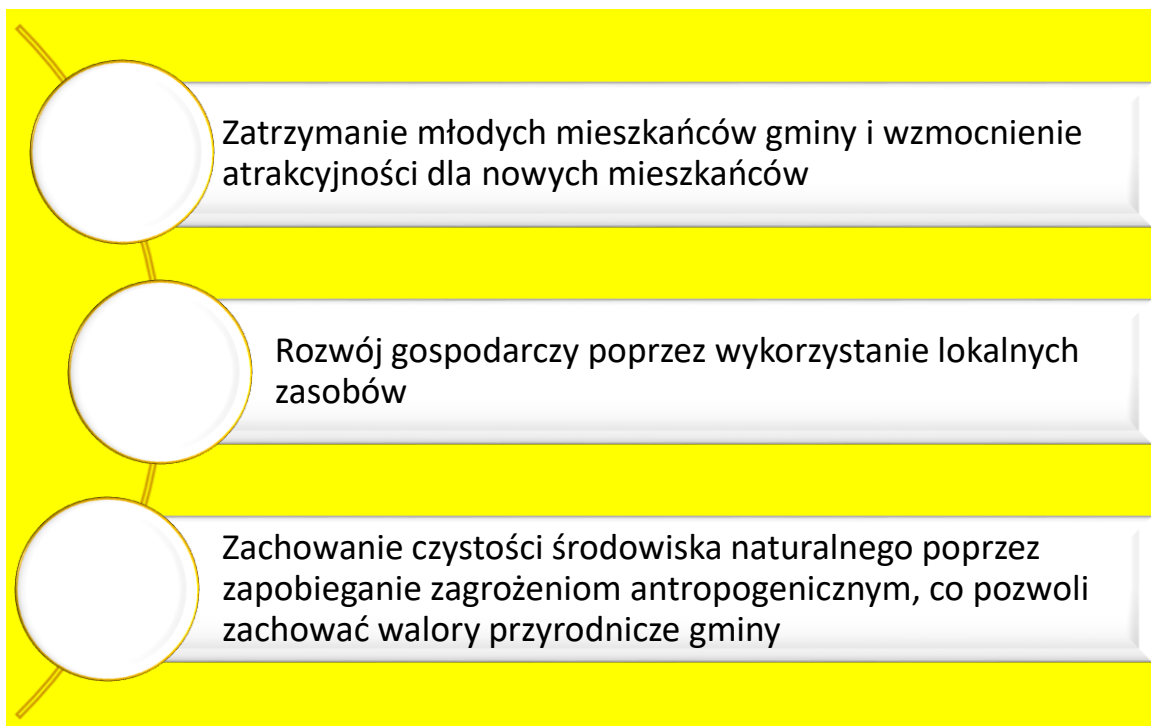 Zatrzymanie młodych mieszkańców gminy i wzmocnienie
atrakcyjności dla nowych mieszkańców
Rozwój gospodarczy poprzez wykorzystanie lokalnych
zasobów
Zachowanie czystości środowiska naturalnego poprzez
zapobieganie zagrożeniom antropogenicznym, co pozwoli
zachować walory przyrodnicze gminy